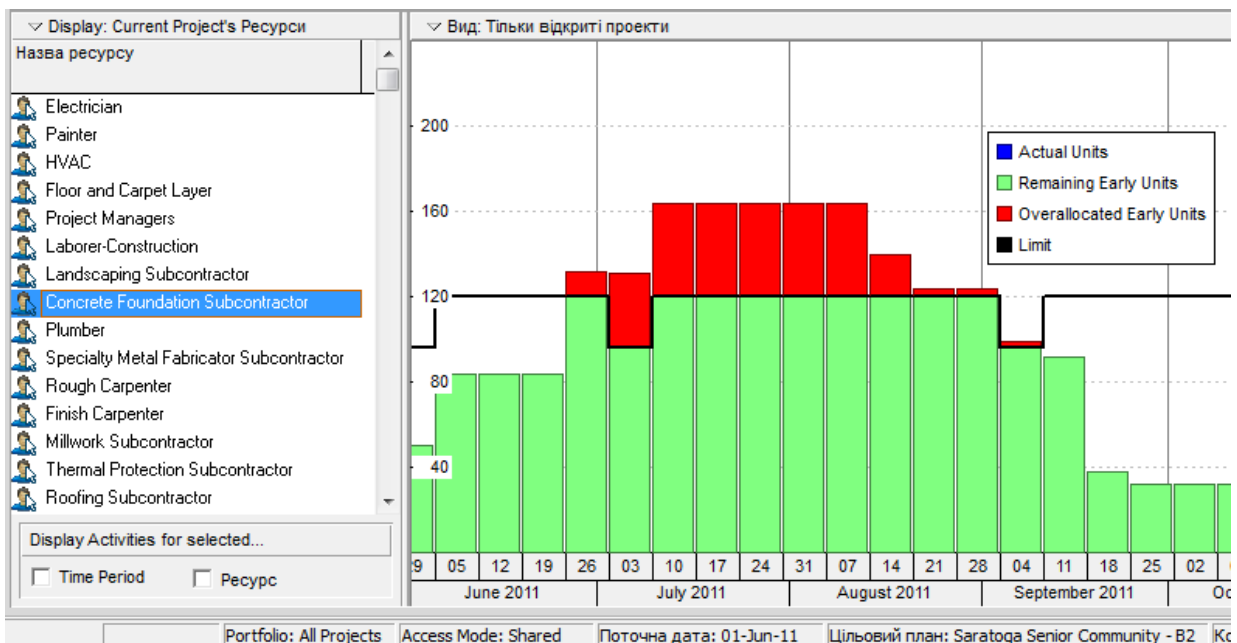 Display: Current Project's Ресурси
Назва ресурсу
Electrician
Painter
HVAC
Floor and Carpet Layer
Project Managers
Laborer-Construction
Landscaping Subcontractor
Concrete Foundation Subcontractor
Plumber
Specialty Metal Fabricator Subcontractor
Rough Carpenter
Finish Carpenter
Millwork Subcontractor
Thermal Protection Subcontractor
Roofing Subcontractor
Display Activities for selected...
Time Period Ресурс
Вид: Тільки відкриті проекти
200
160
120
80
40
Actual Units
Remaining Early Units
Overallocated Early Units
Limit
29 05 12 19 26 03 10 17 24 31 07 14 21 28 04 11 18 25 02
June 2011 July 2011 August 2011 September 2011 Oc
Portfolio: All Projects Access Mode: Shared Поточна дата: 01-Jun-11 Цільовий план: Saratoga Senior Community - B2 Ко